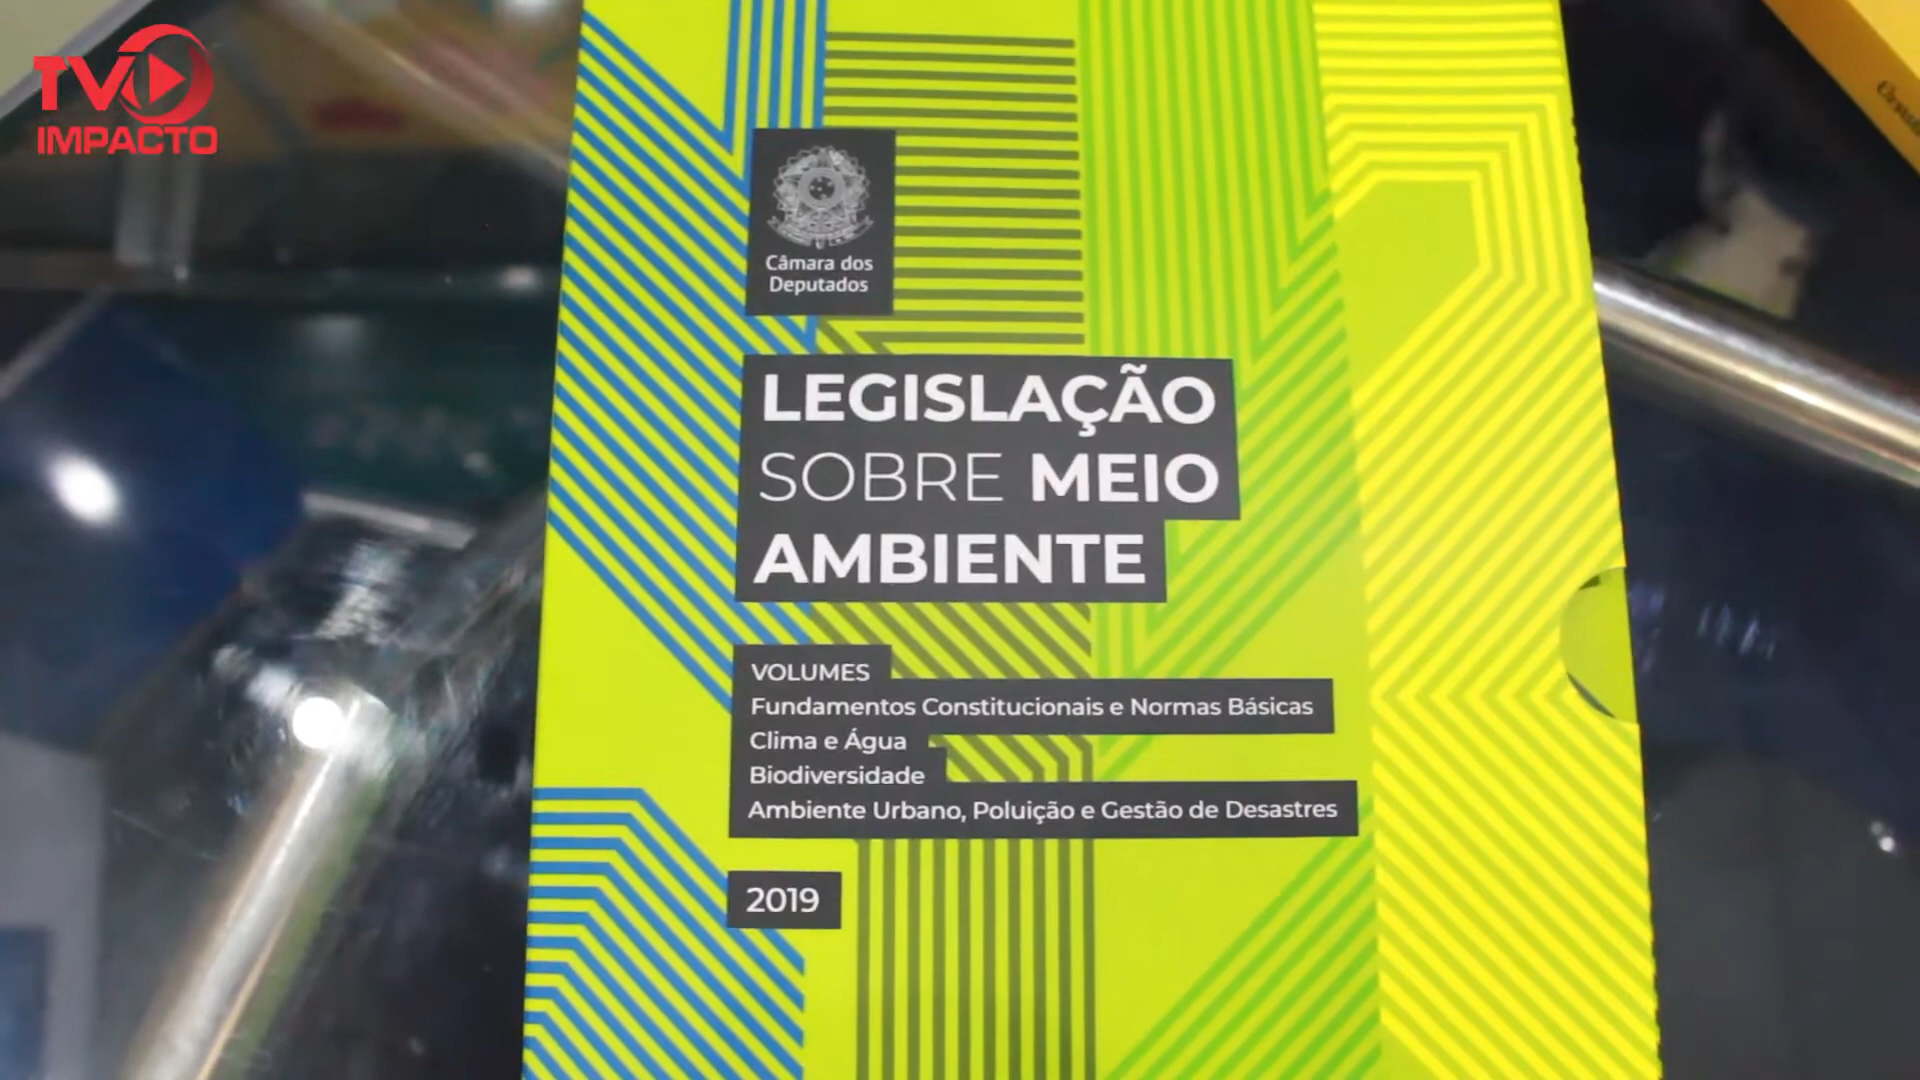 TV
IMPACTO
Câmara dos
Deputados
LEGISLAÇÃO
SOBRE MEIO
AMBIENTE
VOLUMES
Fundamentos Constitucionais e Normas Básicas
Clima e Água
Biodiversidade
Ambiente Urbano, Poluição e Gestão de Desastres
2019